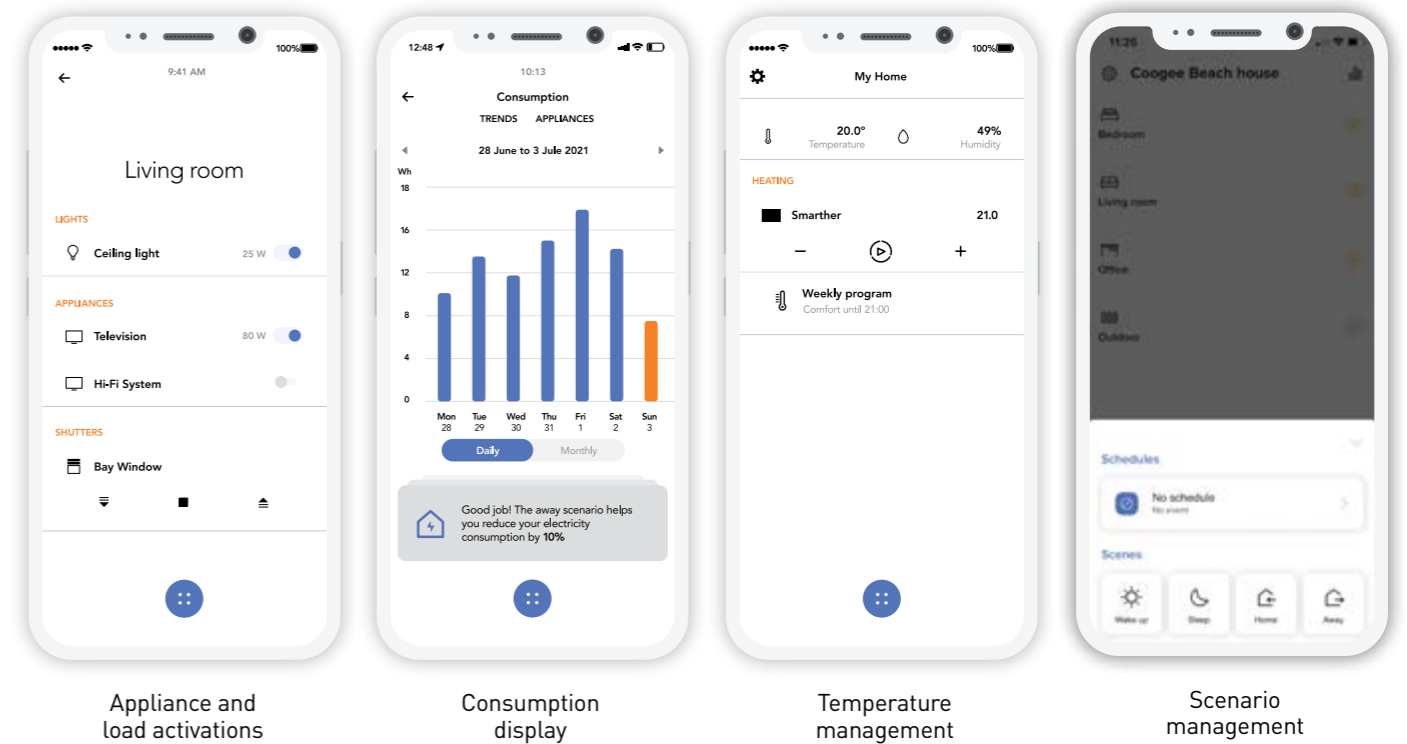 100%
9:41 AM
Living room
LIGHTS
Ceiling light 25 W
APPLIANCES
Television 80 W
Hi-Fi System
SHUTTERS
Bay Window
Appliance and
load activations
12:48
10:13
Consumption
TRENDS APPLIANCES
28 June to 3 Jule 2021
Wh
18
16
12
8
4
0
Mon Tue Wed Thu Fri Sat Sun
28 29 30 31 1 2 3
Daily Monthly
Good job! The away scenario helps
you reduce your electricity
consumption by 10%
Consumption
display
100%
My Home
20.0° 49%
Temperature Humidity
HEATING
Smarther 21.0
Weekly program
Comfort until 21:00
Temperature
management
Coogee Beach house
Bedroom
Living room
Office
Outdoor
Schedules
No schedule
No event
Scenes
Wake up Sleep Home Away
Scenario
management